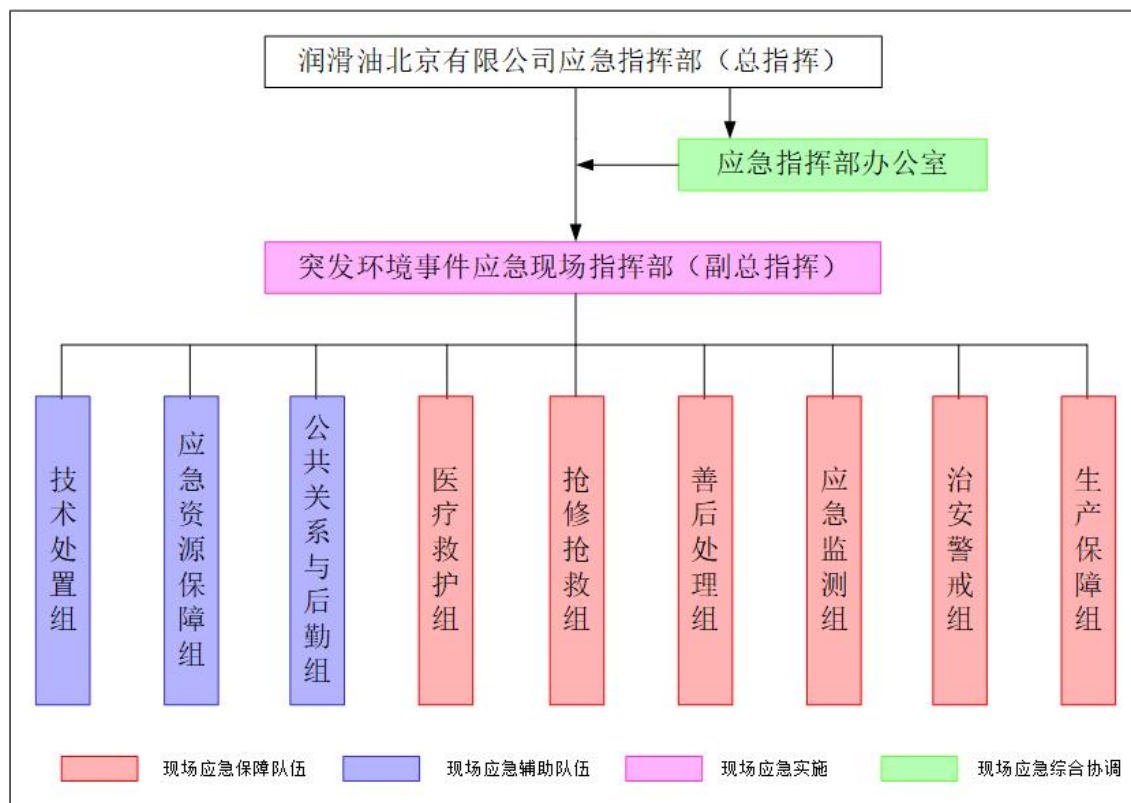 润滑油北京有限公司应急指挥部（总指挥）
应急指挥部办公室
突发环境事件应急现场指挥部（副总指挥）
技术处置组
应急资源保障组
公共关系与后勤组
医疗救护组
抢修抢救组
善后处理组
应急监测组
治安警戒组
生产保障组
现场应急保障队伍
现场应急辅助队伍
现场应急实施
现场应急综合协调